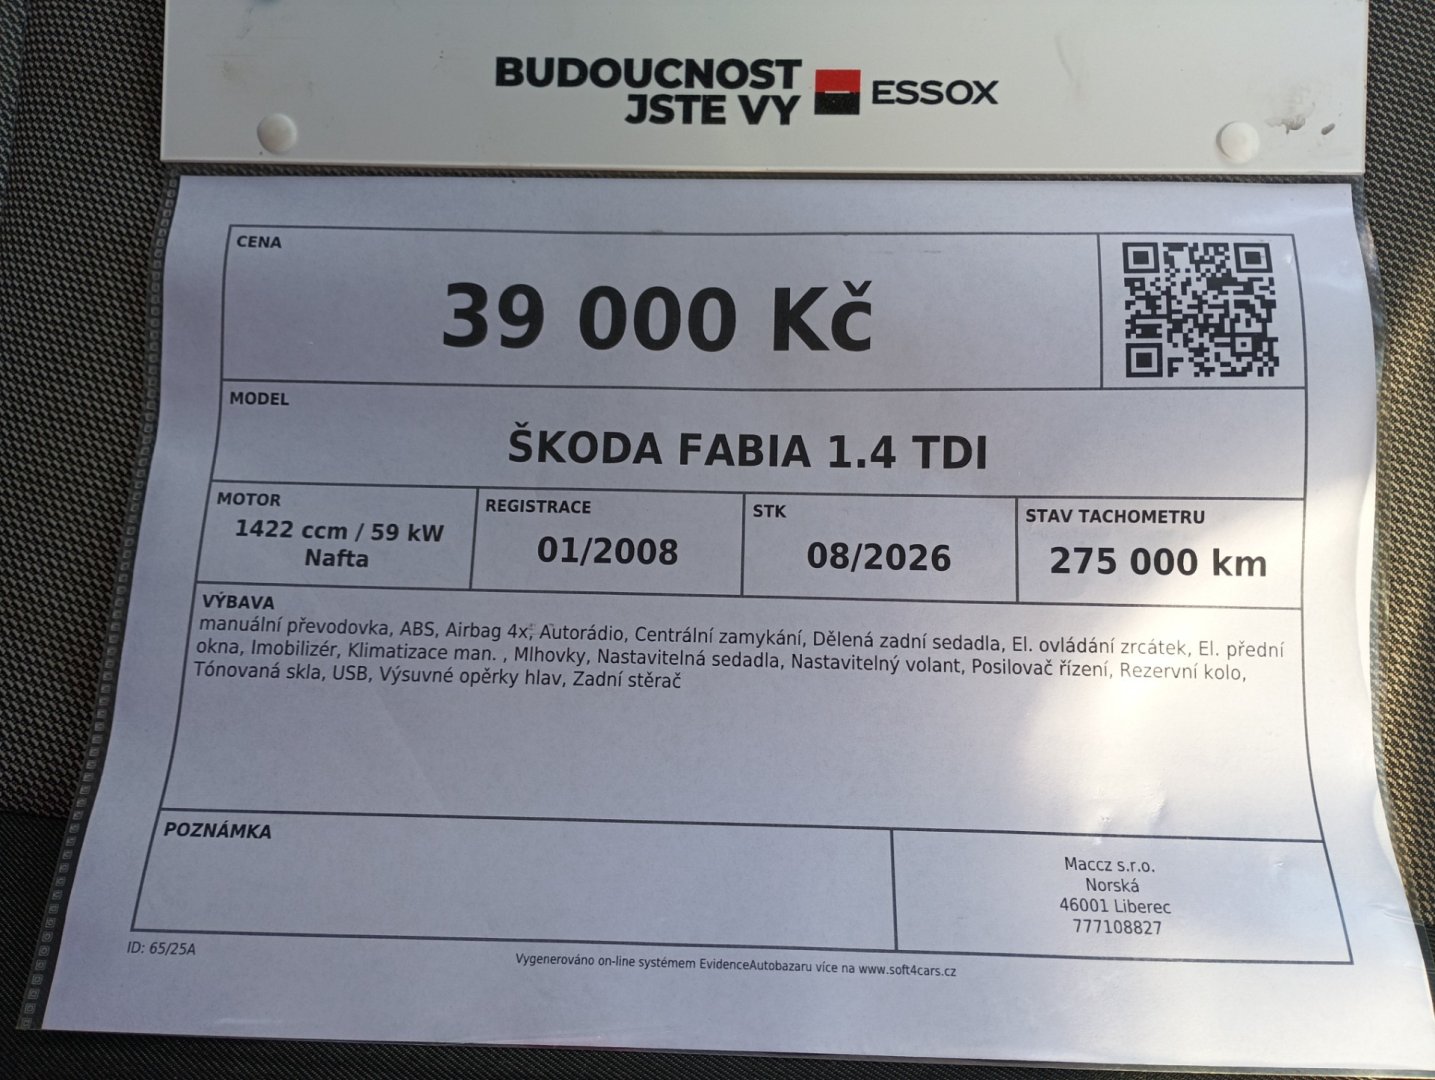 BUDOUCNOST
JSTE VY
ESSOX
CENA
39 000 Kč
MODEL
ŠKODA FABIA 1.4 TDI
MOTOR
1422 ccm / 59 kW
Nafta
REGISTRACE
01/2008
STK
08/2026
STAV TACHOMETRU
275 000 km
VÝBAVA
manuální převodovka, ABS, Airbag 4x, Autorádio, Centrální zamykání, Dělená zadní sedadla, El. ovládání zrcátek, El. přední
okna, Imobilizér, Klimatizace man. , Mlhovky, Nastavitelná sedadla, Nastavitelný volant, Posilovač řízení, Rezervní kolo,
Tónovaná skla, USB, Výsuvné opěrky hlav, Zadní stěrač
POZNÁMKA
Maccz s.r.o.
Norská
46001 Liberec
777108827
ID: 65/25A
Vygenerováno on-line systémem EvidenceAutobazaru více na www.soft4cars.cz